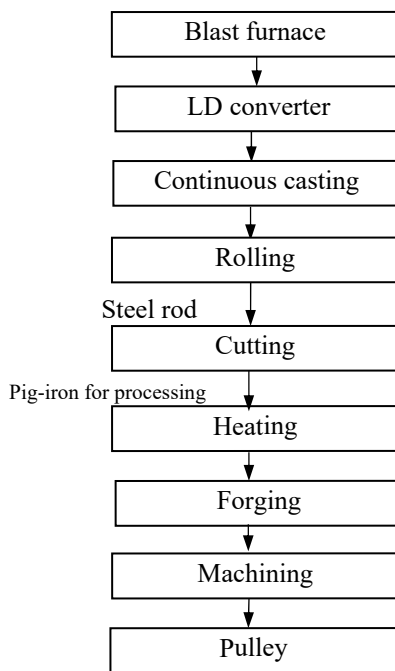 Blast furnace
LD converter
Continuous casting
Rolling
Steel rod
Cutting
Pig-iron for processing
Heating
Forging
Machining
Pulley